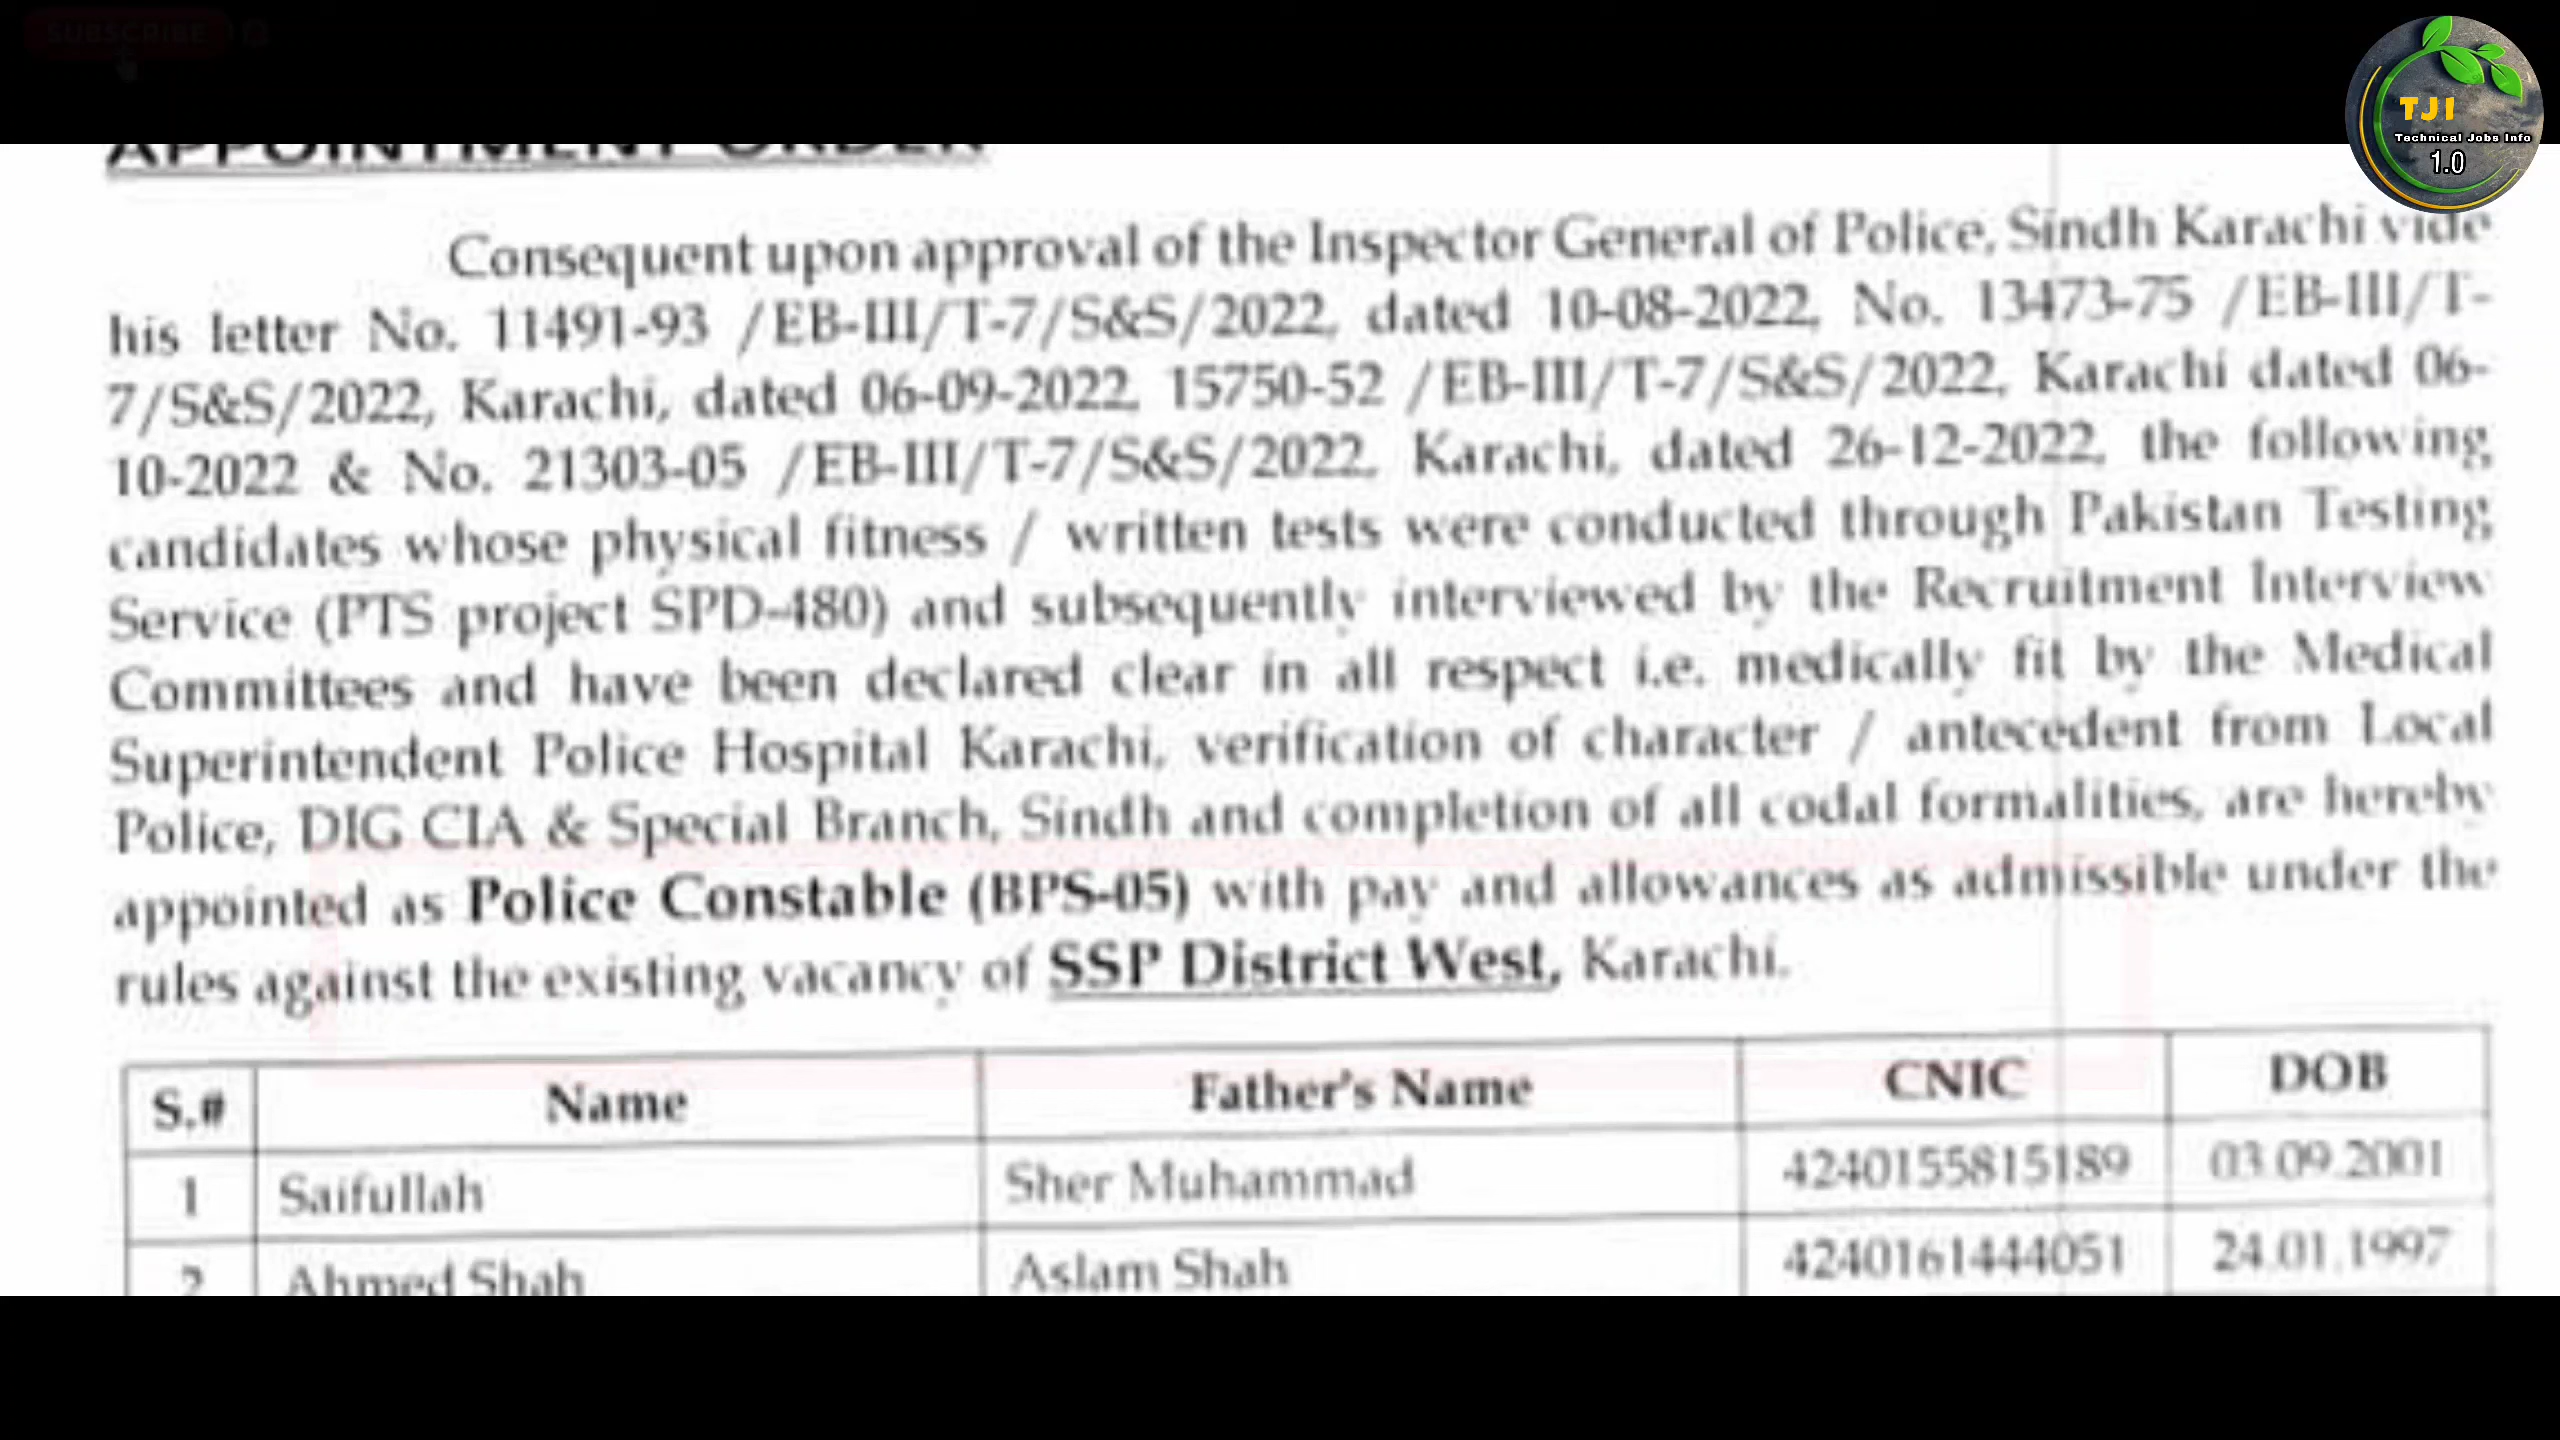 SUBSCRIBE
TJI
Technical Jobs Info
1.0
APPOINTMENT ORDER
Consequent upon approval of the Inspector General of Police, Sindh Karachi vide
his letter No. 11491-93 /EB-III/T-7/S&S/2022, dated 10-08-2022, No. 13473-75 /EB-III/T-
7/S&S/2022, Karachi, dated 06-09-2022, 15750-52 /EB-III/T-7/S&S/2022, Karachi dated 06-
10-2022 & No. 21303-05 /EB-III/T-7/S&S/2022, Karachi, dated 26-12-2022, the following
candidates whose physical fitness / written tests were conducted through Pakistan Testing
Service (PTS project SPD-480) and subsequently interviewed by the Recruitment Interview
Committees and have been declared clear in all respect i.e. medically fit by the Medical
Superintendent Police Hospital Karachi, verification of character / antecedent from Local
Police, DIG CIA & Special Branch, Sindh and completion of all codal formalities, are hereby
appointed as Police Constable (BPS-05) with pay and allowances as admissible under the
rules against the existing vacancy of SSP District West, Karachi.
S.# Name Father's Name CNIC DOB
1 Saifullah Sher Muhammad 4240155815189 03.09.2001
2 Ahmed Shah Aslam Shah 4240161444051 24.01.1997